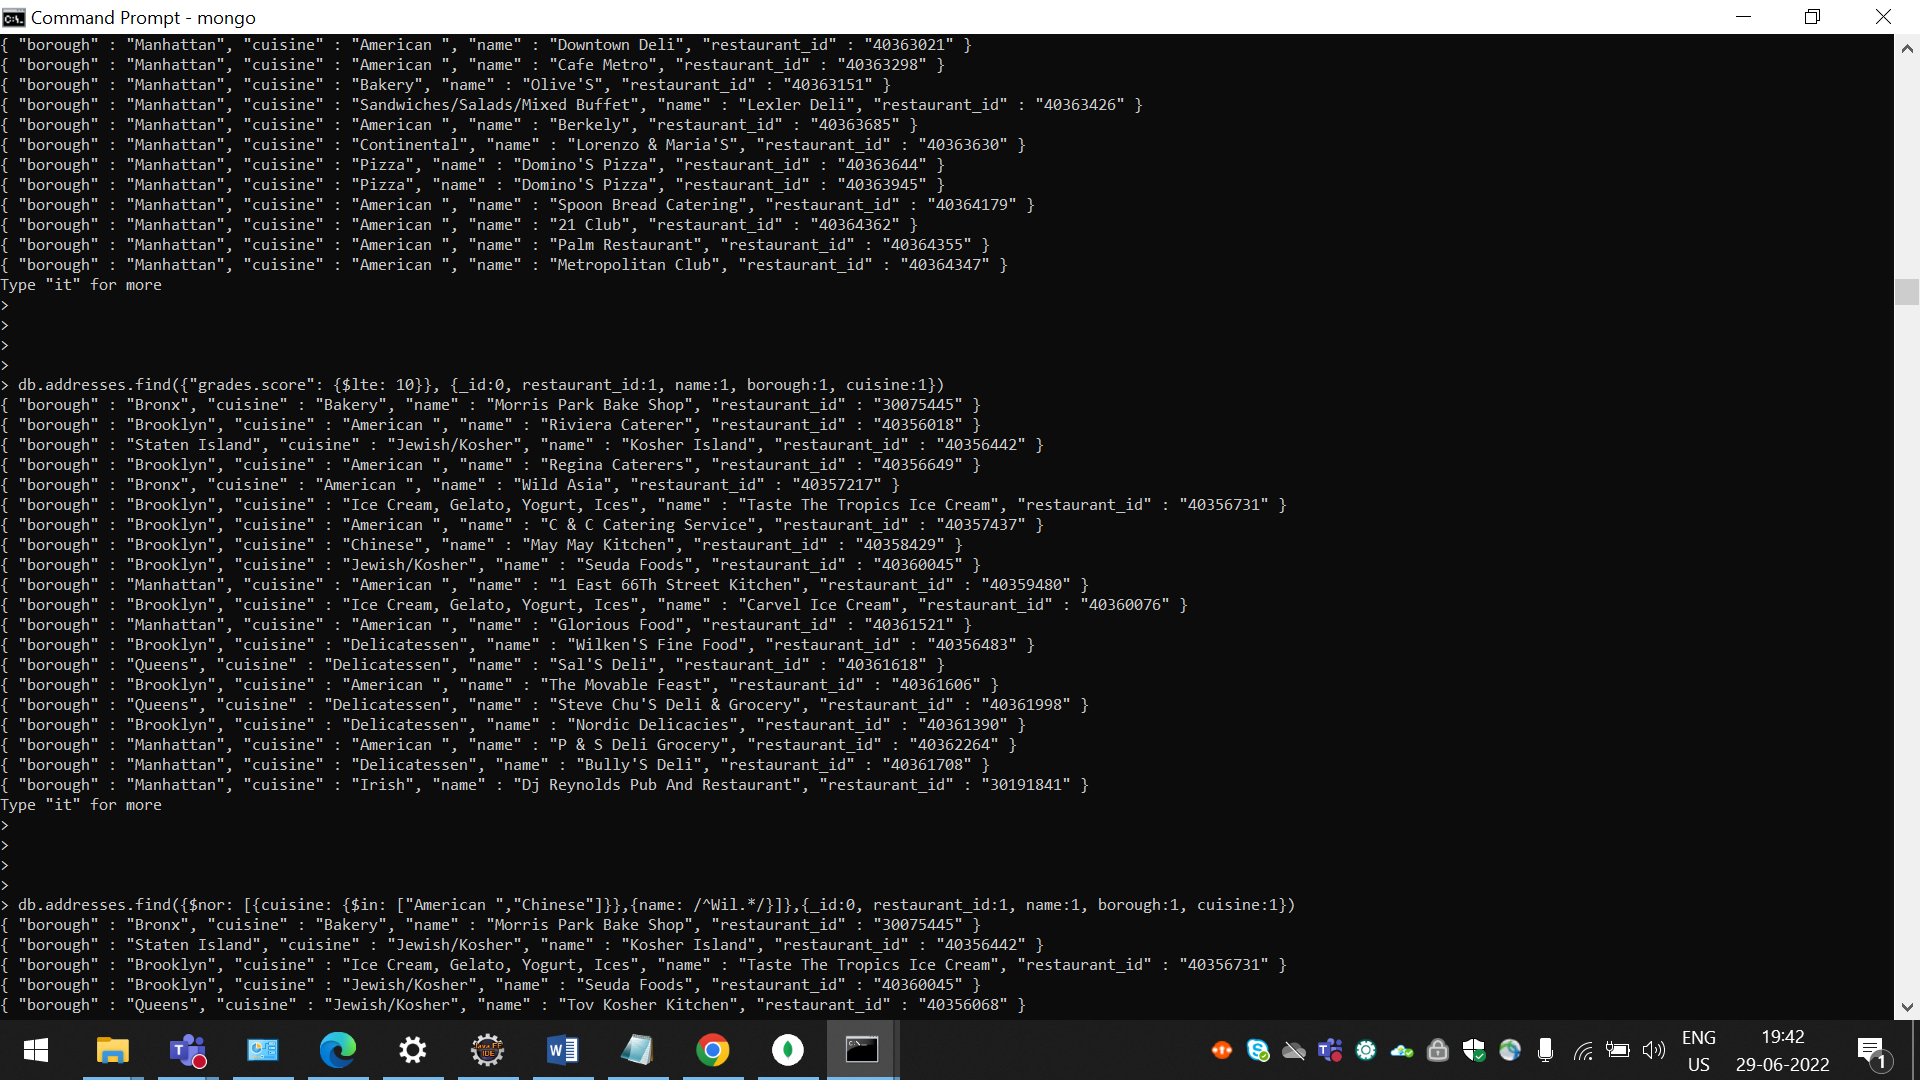 Command Prompt - mongo
{ "borough" : "Manhattan", "cuisine" : "American ", "name" : "Downtown Deli", "restaurant_id" : "40363021" }
{ "borough" : "Manhattan", "cuisine" : "American ", "name" : "Cafe Metro", "restaurant_id" : "40363298" }
{ "borough" : "Manhattan", "cuisine" : "Bakery", "name" : "Olive'S", "restaurant_id" : "40363151" }
{ "borough" : "Manhattan", "cuisine" : "Sandwiches/Salads/Mixed Buffet", "name" : "Lexler Deli", "restaurant_id" : "40363426" }
{ "borough" : "Manhattan", "cuisine" : "American ", "name" : "Berkely", "restaurant_id" : "40363685" }
{ "borough" : "Manhattan", "cuisine" : "Continental", "name" : "Lorenzo & Maria'S", "restaurant_id" : "40363630" }
{ "borough" : "Manhattan", "cuisine" : "Pizza", "name" : "Domino'S Pizza", "restaurant_id" : "40363644" }
{ "borough" : "Manhattan", "cuisine" : "Pizza", "name" : "Domino'S Pizza", "restaurant_id" : "40363945" }
{ "borough" : "Manhattan", "cuisine" : "American ", "name" : "Spoon Bread Catering", "restaurant_id" : "40364179" }
{ "borough" : "Manhattan", "cuisine" : "American ", "name" : "21 Club", "restaurant_id" : "40364362" }
{ "borough" : "Manhattan", "cuisine" : "American ", "name" : "Palm Restaurant", "restaurant_id" : "40364355" }
{ "borough" : "Manhattan", "cuisine" : "American ", "name" : "Metropolitan Club", "restaurant_id" : "40364347" }
Type "it" for more
>
>
>
>
> db.addresses.find({"grades.score": {$lte: 10}}, {_id:0, restaurant_id:1, name:1, borough:1, cuisine:1})
{ "borough" : "Bronx", "cuisine" : "Bakery", "name" : "Morris Park Bake Shop", "restaurant_id" : "30075445" }
{ "borough" : "Brooklyn", "cuisine" : "American ", "name" : "Riviera Caterer", "restaurant_id" : "40356018" }
{ "borough" : "Staten Island", "cuisine" : "Jewish/Kosher", "name" : "Kosher Island", "restaurant_id" : "40356442" }
{ "borough" : "Brooklyn", "cuisine" : "American ", "name" : "Regina Caterers", "restaurant_id" : "40356649" }
{ "borough" : "Bronx", "cuisine" : "American ", "name" : "Wild Asia", "restaurant_id" : "40357217" }
{ "borough" : "Brooklyn", "cuisine" : "Ice Cream, Gelato, Yogurt, Ices", "name" : "Taste The Tropics Ice Cream", "restaurant_id" : "40356731" }
{ "borough" : "Brooklyn", "cuisine" : "American ", "name" : "C & C Catering Service", "restaurant_id" : "40357437" }
{ "borough" : "Brooklyn", "cuisine" : "Chinese", "name" : "May May Kitchen", "restaurant_id" : "40358429" }
{ "borough" : "Brooklyn", "cuisine" : "Jewish/Kosher", "name" : "Seuda Foods", "restaurant_id" : "40360045" }
{ "borough" : "Manhattan", "cuisine" : "American ", "name" : "1 East 66Th Street Kitchen", "restaurant_id" : "40359480" }
{ "borough" : "Brooklyn", "cuisine" : "Ice Cream, Gelato, Yogurt, Ices", "name" : "Carvel Ice Cream", "restaurant_id" : "40360076" }
{ "borough" : "Manhattan", "cuisine" : "American ", "name" : "Glorious Food", "restaurant_id" : "40361521" }
{ "borough" : "Brooklyn", "cuisine" : "Delicatessen", "name" : "Wilken'S Fine Food", "restaurant_id" : "40356483" }
{ "borough" : "Queens", "cuisine" : "Delicatessen", "name" : "Sal'S Deli", "restaurant_id" : "40361618" }
{ "borough" : "Brooklyn", "cuisine" : "American ", "name" : "The Movable Feast", "restaurant_id" : "40361606" }
{ "borough" : "Queens", "cuisine" : "Delicatessen", "name" : "Steve Chu'S Deli & Grocery", "restaurant_id" : "40361998" }
{ "borough" : "Brooklyn", "cuisine" : "Delicatessen", "name" : "Nordic Delicacies", "restaurant_id" : "40361390" }
{ "borough" : "Manhattan", "cuisine" : "American ", "name" : "P & S Deli Grocery", "restaurant_id" : "40362264" }
{ "borough" : "Manhattan", "cuisine" : "Delicatessen", "name" : "Bully'S Deli", "restaurant_id" : "40361708" }
{ "borough" : "Manhattan", "cuisine" : "Irish", "name" : "Dj Reynolds Pub And Restaurant", "restaurant_id" : "30191841" }
Type "it" for more
>
>
>
>
> db.addresses.find({$nor: [{cuisine: {$in: ["American ","Chinese"]}},{name: /^Wil.*/}]},{_id:0, restaurant_id:1, name:1, borough:1, cuisine:1})
{ "borough" : "Bronx", "cuisine" : "Bakery", "name" : "Morris Park Bake Shop", "restaurant_id" : "30075445" }
{ "borough" : "Staten Island", "cuisine" : "Jewish/Kosher", "name" : "Kosher Island", "restaurant_id" : "40356442" }
{ "borough" : "Brooklyn", "cuisine" : "Ice Cream, Gelato, Yogurt, Ices", "name" : "Taste The Tropics Ice Cream", "restaurant_id" : "40356731" }
{ "borough" : "Brooklyn", "cuisine" : "Jewish/Kosher", "name" : "Seuda Foods", "restaurant_id" : "40360045" }
{ "borough" : "Queens", "cuisine" : "Jewish/Kosher", "name" : "Tov Kosher Kitchen", "restaurant_id" : "40356068" }
ENG
US
19:42
29-06-2022
1